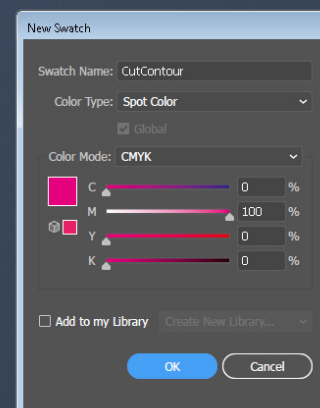 New Swatch
Swatch Name: CutContour
Color Type: Spot Color
Global
Color Mode: CMYK
C 0 %
M 100 %
Y 0 %
K 0 %
Add to my Library Create New Library...
OK Cancel